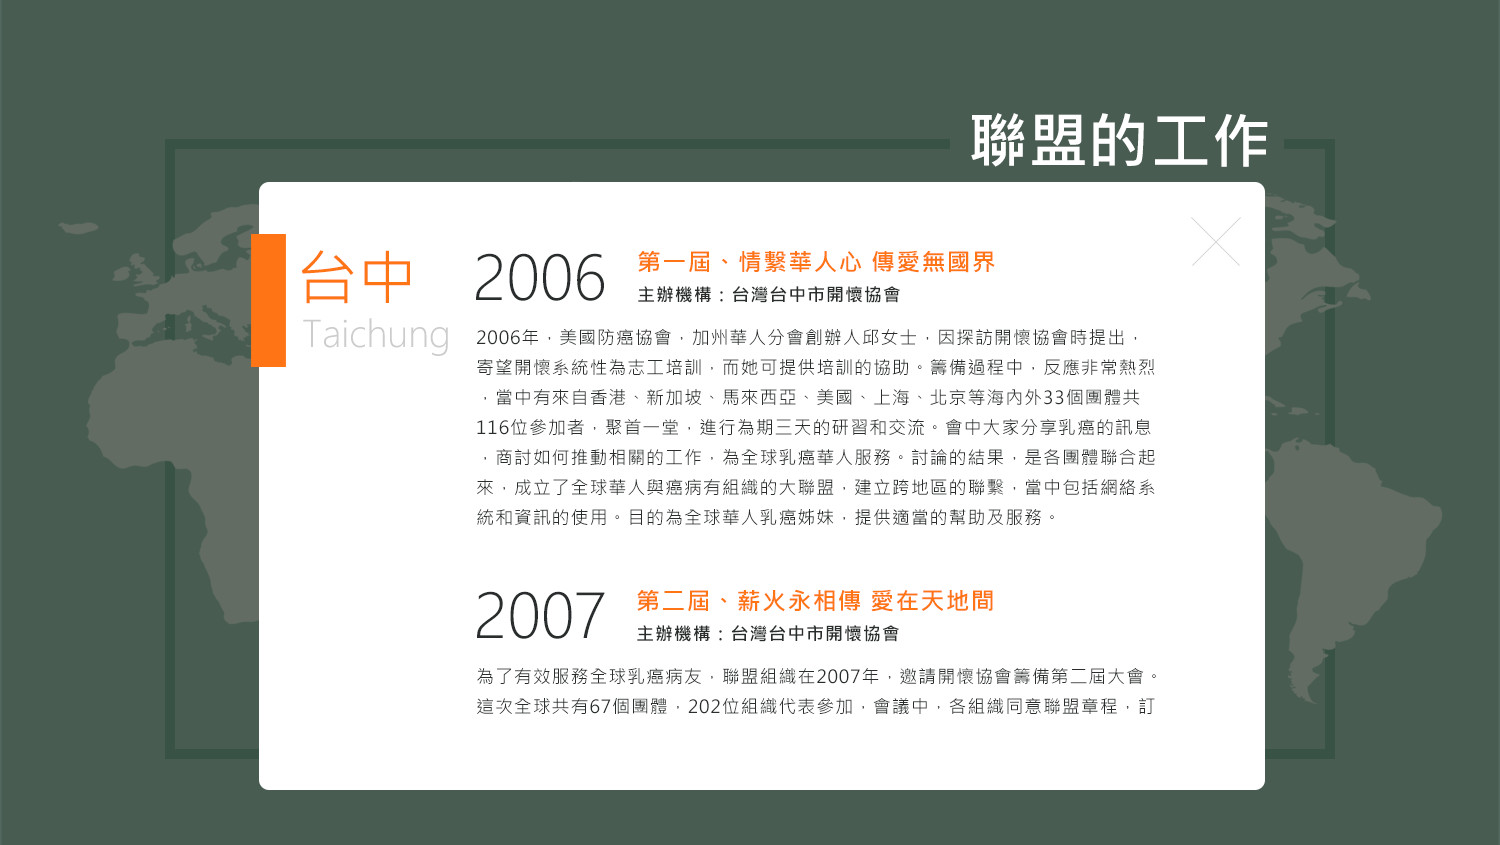 聯盟的工作
台中
Taichung
2006
第一屆、情繫華人心 傳愛無國界
主辦機構：台灣台中市開懷協會
2006年，美國防癌協會，加州華人分會創辦人邱女士，因探訪開懷協會時提出，
寄望開懷系統性為志工培訓，而她可提供培訓的協助。籌備過程中，反應非常熱烈
，當中有來自香港、新加坡、馬來西亞、美國、上海、北京等海內外33個團體共
116位參加者，聚首一堂，進行為期三天的研習和交流。會中大家分享乳癌的訊息
，商討如何推動相關的工作，為全球乳癌華人服務。討論的結果，是各團體聯合起
來，成立了全球華人與癌病有組織的大聯盟，建立跨地區的聯繫，當中包括網絡系
統和資訊的使用。目的為全球華人乳癌姊妹，提供適當的幫助及服務。
2007
第二屆、薪火永相傳 愛在天地間
主辦機構：台灣台中市開懷協會
為了有效服務全球乳癌病友，聯盟組織在2007年，邀請開懷協會籌備第二屆大會。
這次全球共有67個團體，202位組織代表參加，會議中，各組織同意聯盟章程，訂